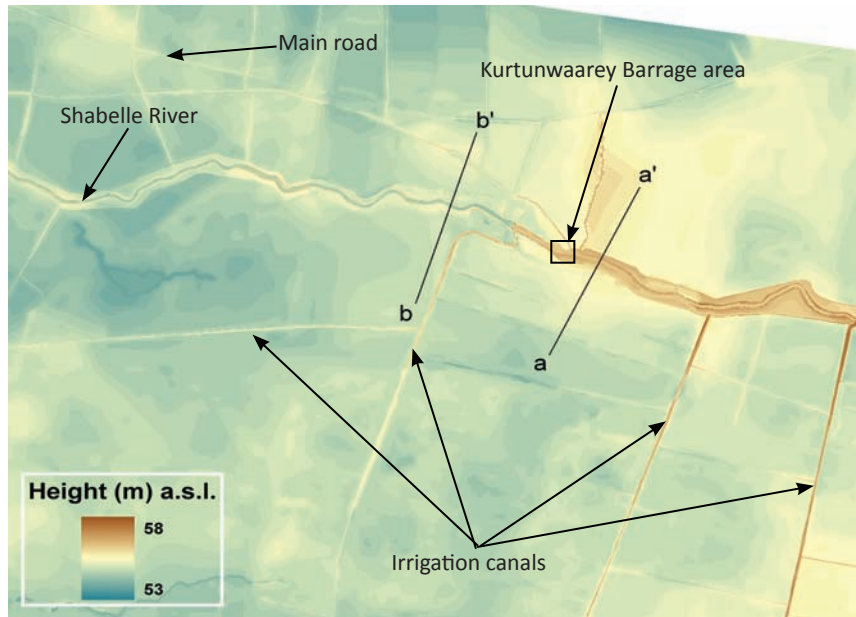 Main road
Kurtunwaarey Barrage area
Shabelle River
b'
a'
b
a
Height (m) a.s.l.
58
53
Irrigation canals